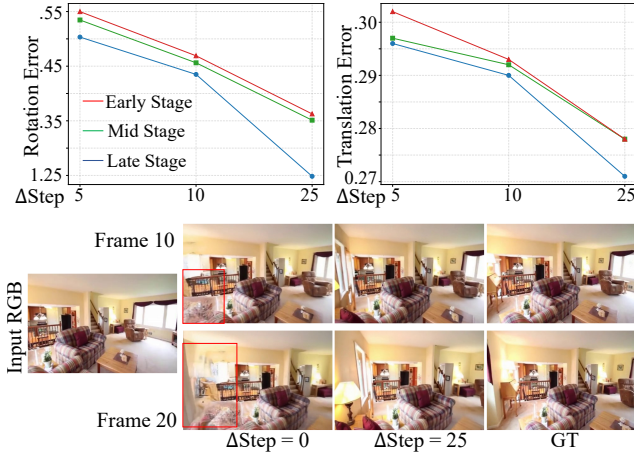 .55
.45
.35
1.25
Rotation Error
Early Stage
Mid Stage
Late Stage
ΔStep
5
10
25
.30
.29
.28
0.27
Translation Error
ΔStep
5
10
25
Frame 10
Input RGB
Frame 20
ΔStep = 0
ΔStep = 25
GT